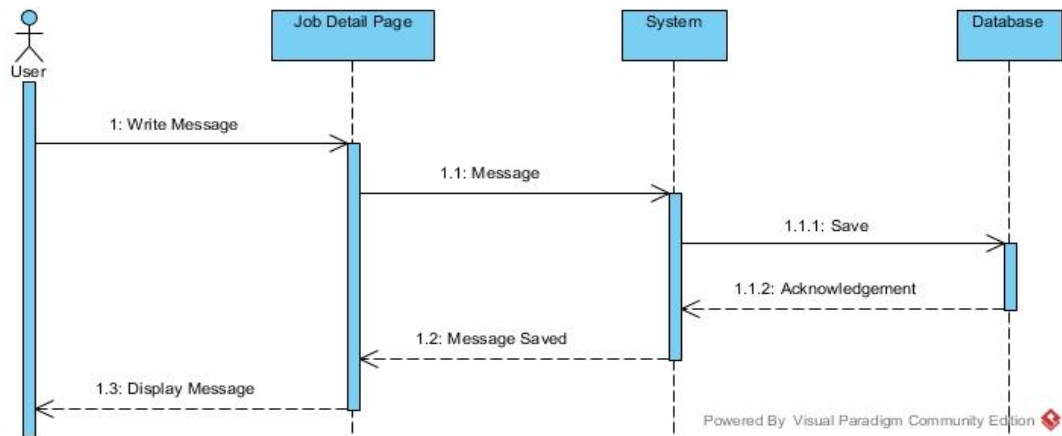 Job Detail Page
System
Database
User
1: Write Message
1.1: Message
1.1.1: Save
1.1.2: Acknowledgement
1.2: Message Saved
1.3: Display Message
Powered By Visual Paradigm Community Edition